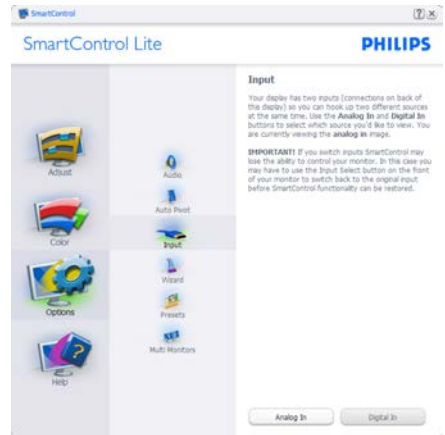 SmartControl
SmartControl Lite
PHILIPS
Adjust
Color
Options
Help
Audio
Auto Pivot
Input
Wizard
Presets
Multi Monitors
Input
Your display has two inputs (connections on back of
this display) so you can hook up two different sources
at the same time. Use the Analog In and Digital In
buttons to select which source you'd like to view. You
are currently viewing the analog in image.
IMPORTANT! If you switch inputs SmartControl may
lose the ability to control your monitor. In this case you
may have to use the Input Select button on the front
of your monitor to switch back to the original input
before SmartControl functionality can be restored.
Analog In
Digital In